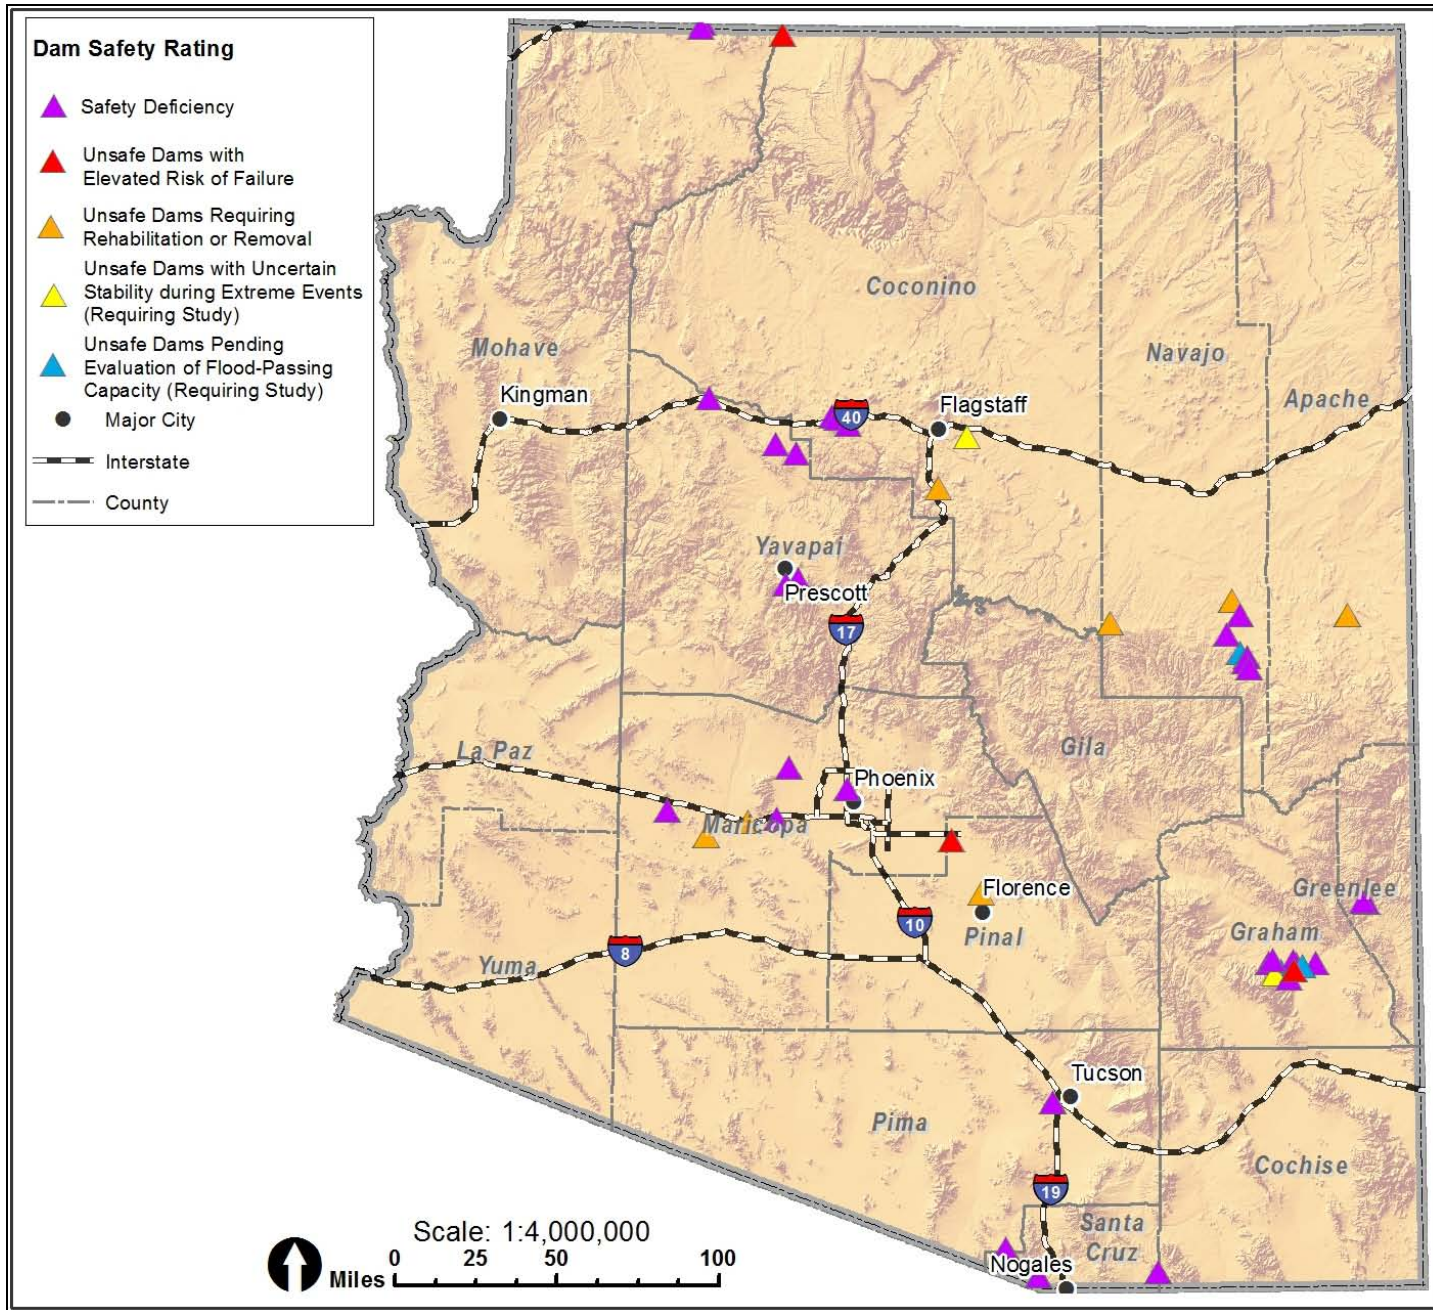 Dam Safety Rating
Safety Deficiency
Unsafe Dams with
Elevated Risk of Failure
Unsafe Dams Requiring
Rehabilitation or Removal
Unsafe Dams with Uncertain
Stability during Extreme Events
(Requiring Study)
Unsafe Dams Pending
Evaluation of Flood-Passing
Capacity (Requiring Study)
Major City
Interstate
County
Coconino
Mohave
Navajo
Apache
Kingman
40
Flagstaff
Yavapai
Prescott
17
La Paz
Gila
Phoenix
Maricopa
Florence
Greenlee
10
Pinal
Graham
8
Yuma
Tucson
Pima
Cochise
19
Santa
Cruz
Nogales
Scale: 1:4,000,000
Miles 0 25 50 100